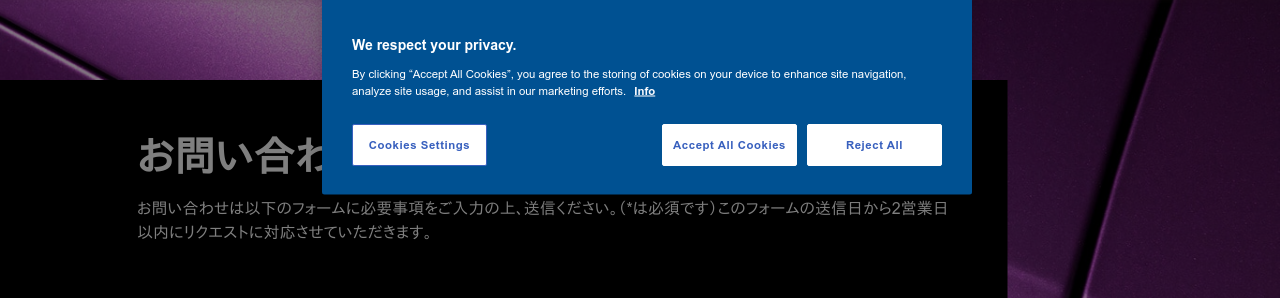 We respect your privacy.
By clicking “Accept All Cookies”, you agree to the storing of cookies on your device to enhance site navigation,
analyze site usage, and assist in our marketing efforts. Info
Cookies Settings
Accept All Cookies
Reject All
お問い合わ
お問い合わせは以下のフォームに必要事項をご入力の上、送信ください。（*は必須です）このフォームの送信日から2営業日
以内にリクエストに対応させていただきます。